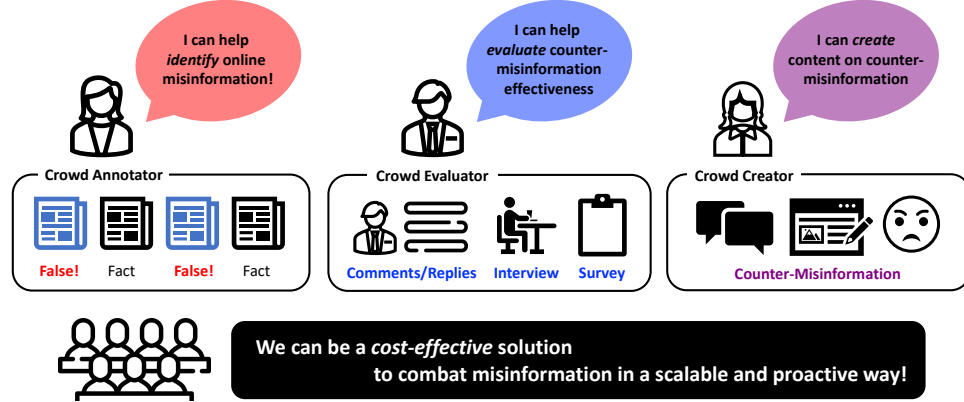 I can help
identify online
misinformation!
I can help
evaluate counter-
misinformation
effectiveness
I can create
content on counter-
misinformation
Crowd Annotator
False!
Fact
False!
Fact
Crowd Evaluator
Comments/Replies
Interview
Survey
Crowd Creator
Counter-Misinformation
We can be a cost-effective solution
to combat misinformation in a scalable and proactive way!